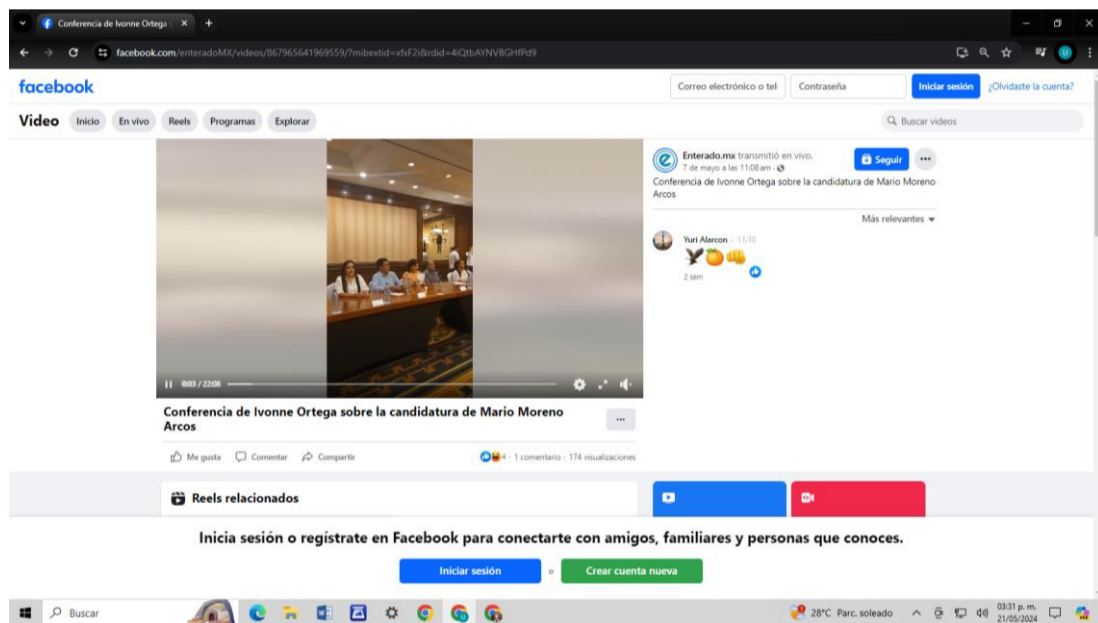 Conferencia de Ivonne Ortega
facebook.com/enteradoMX/videos/867965641969559/?mibextid=xfxF2i&rdid=4iQtbAYNVBGHfPd9
facebook
Correo electrónico o tel
Contraseña
Iniciar sesión
¿Olvidaste la cuenta?
Video
Inicio
En vivo
Reels
Programas
Explorar
Buscar videos
Enterado.mx transmitió en vivo.
7 de mayo a las 11:08 am ·
Seguir
Conferencia de Ivonne Ortega sobre la candidatura de Mario Moreno
Arcos
Más relevantes
Yuri Alarcon · 11:10
2 sem
0:03 / 22:08
Conferencia de Ivonne Ortega sobre la candidatura de Mario Moreno
Arcos
Me gusta
Comentar
Compartir
4 · 1 comentario · 174 visualizaciones
Reels relacionados
Inicia sesión o regístrate en Facebook para conectarte con amigos, familiares y personas que conoces.
Iniciar sesión
o
Crear cuenta nueva
Buscar
28°C Parc. soleado
03:31 p. m.
21/05/2024